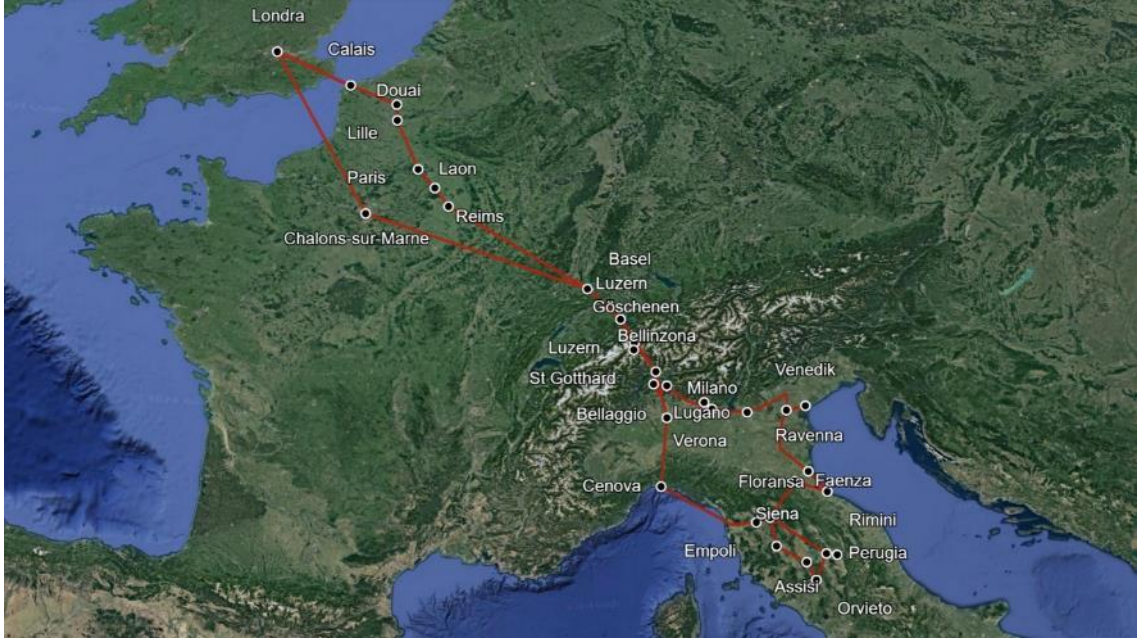 Londra
Calais
Douai
Lille
Laon
Paris
Reims
Chalons-sur-Marne
Basel
Luzern
Göschenen
Bellinzona
Luzern
St Gotthard
Venedik
Milano
Bellaggio
Lugano
Verona
Ravenna
Cenova
Floransa
Faenza
Siena
Rimini
Empoli
Perugia
Assisi
Orvieto